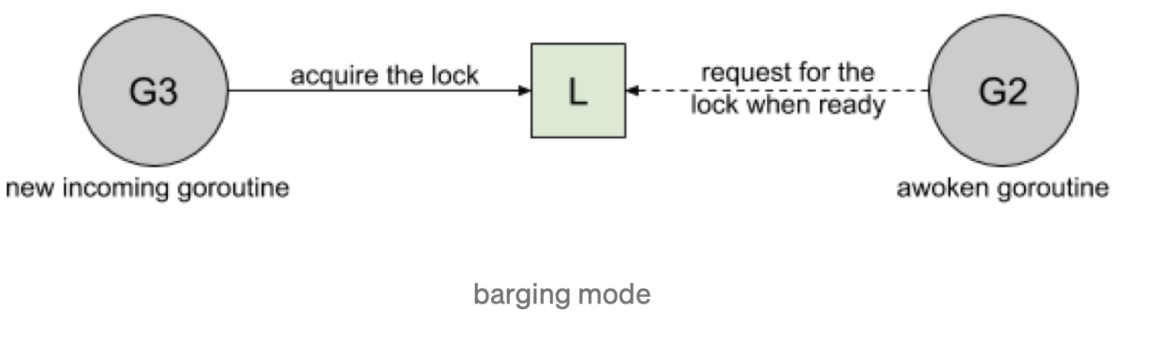 G3
acquire the lock
L
request for the
lock when ready
G2
new incoming goroutine
awoken goroutine
barging mode